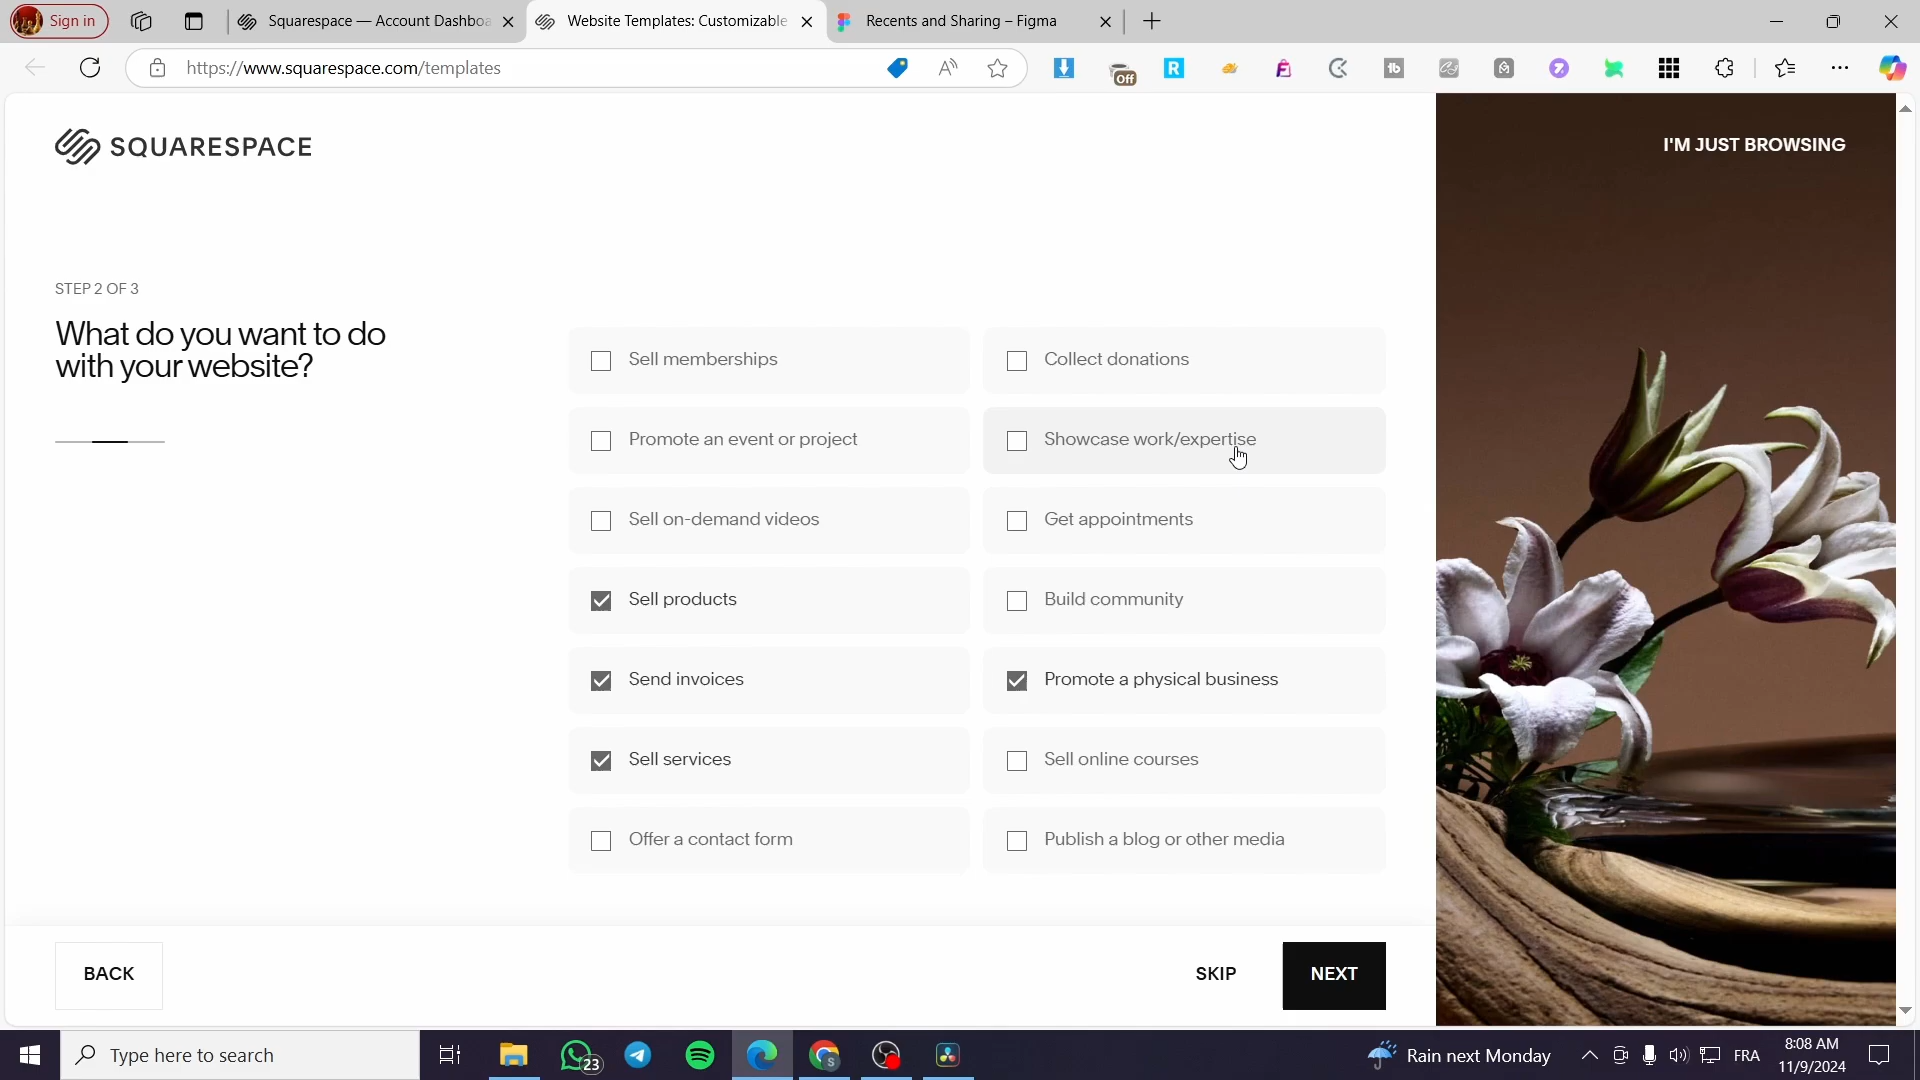 Sign in
Squarespace — Account Dashboa
Website Templates: Customizable
Recents and Sharing – Figma
https://www.squarespace.com/templates
Off
SQUARESPACE
I'M JUST BROWSING
STEP 2 OF 3
What do you want to do
with your website?
Sell memberships
Collect donations
Promote an event or project
Showcase work/expertise
Sell on-demand videos
Get appointments
Sell products
Build community
Send invoices
Promote a physical business
Sell services
Sell online courses
Offer a contact form
Publish a blog or other media
BACK
SKIP
NEXT
Type here to search
23
Rain next Monday
FRA
8:08 AM
11/9/2024